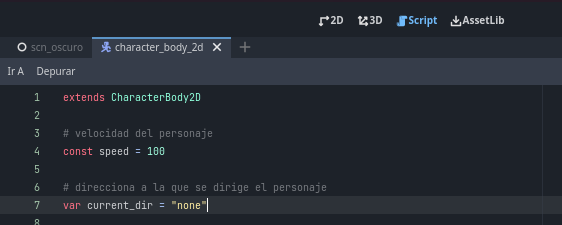 2D 3D Script AssetLib
scn_oscuro character_body_2d
Ir A Depurar
1 extends CharacterBody2D
2
3 # velocidad del personaje
4 const speed = 100
5
6 # direcciona a la que se dirige el personaje
7 var current_dir = "none"
8